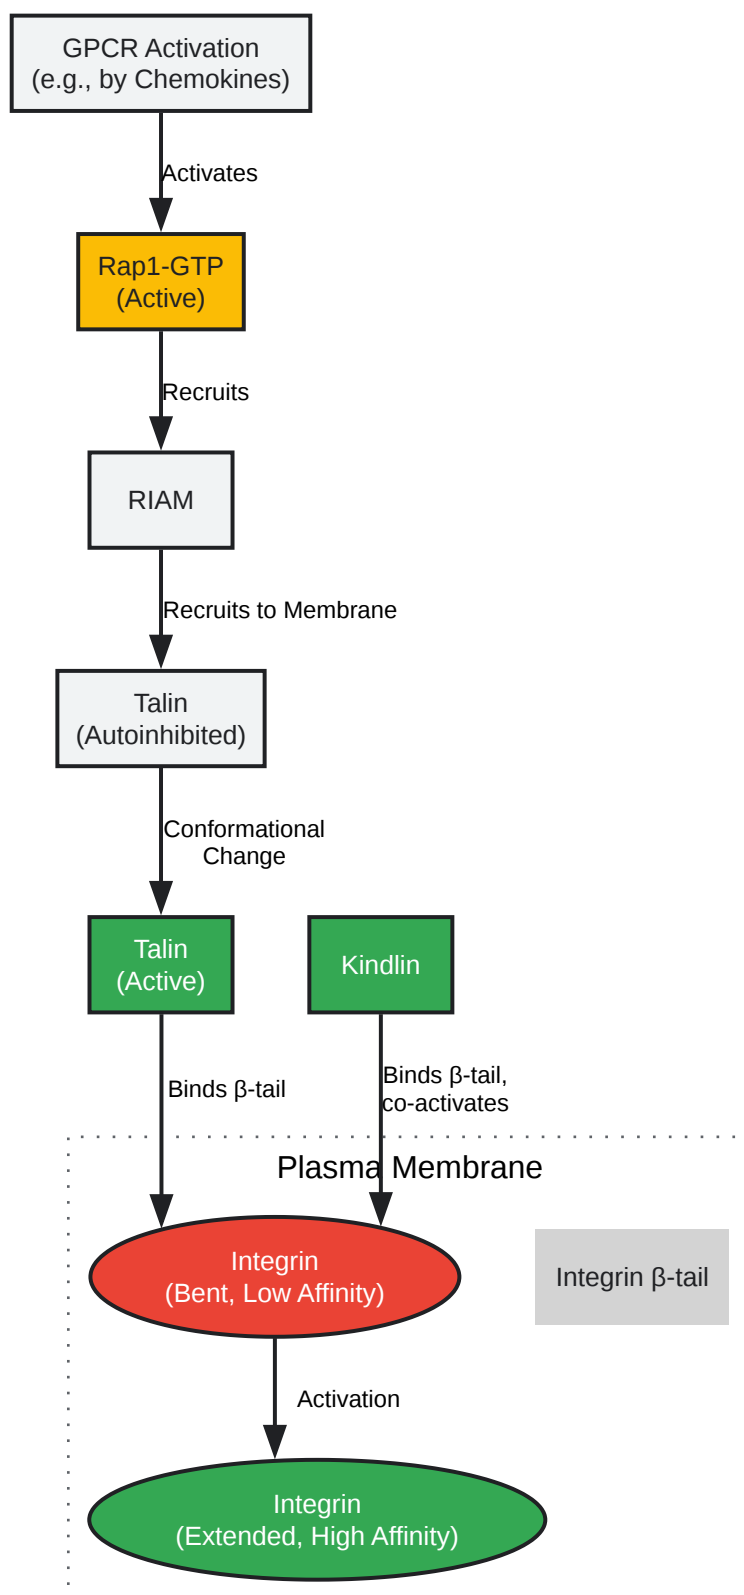 GPCR Activation
(e.g., by Chemokines)
Activates
Rap1-GTP
(Active)
Recruits
RIAM
Recruits to Membrane
Talin
(Autoinhibited)
Conformational
Change
Talin
(Active)
Kindlin
Binds β-tail
Binds β-tail,
co-activates
Plasma Membrane
Integrin
(Bent, Low Affinity)
Integrin β-tail
Activation
Integrin
(Extended, High Affinity)